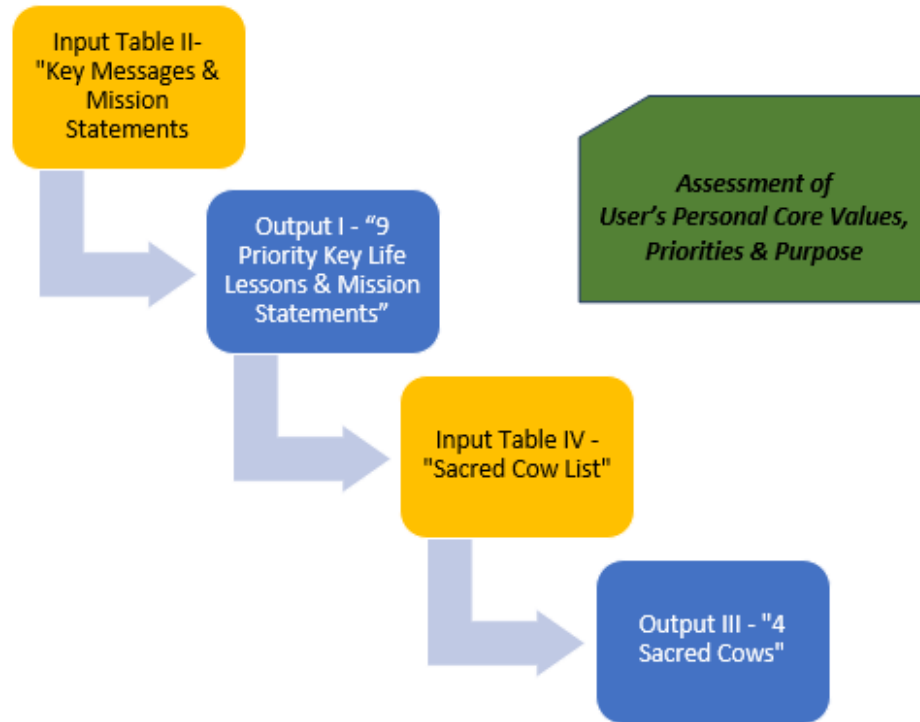 Input Table II-
"Key Messages &
Mission
Statements
Assessment of
User's Personal Core Values,
Priorities & Purpose
Output I - “9
Priority Key Life
Lessons & Mission
Statements”
Input Table IV -
"Sacred Cow List"
Output III - "4
Sacred Cows"